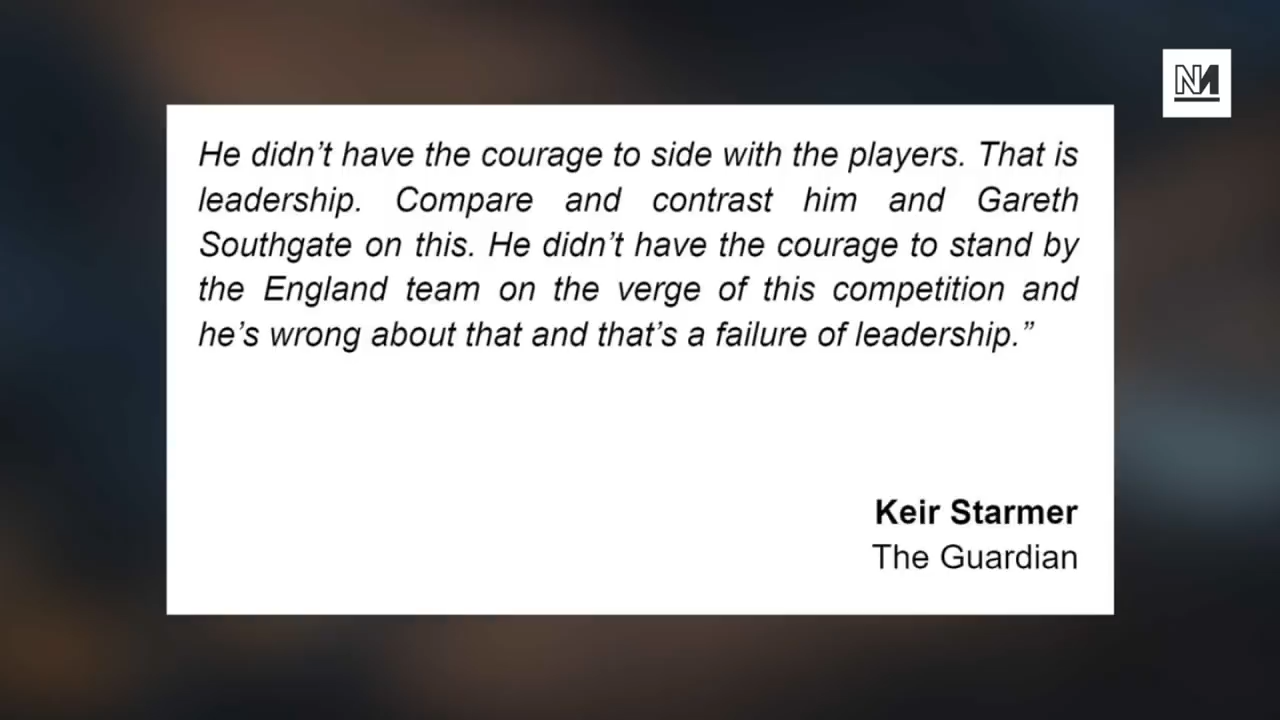 He didn’t have the courage to side with the players. That is
leadership. Compare and contrast him and Gareth
Southgate on this. He didn’t have the courage to stand by
the England team on the verge of this competition and
he’s wrong about that and that’s a failure of leadership.”
Keir Starmer
The Guardian